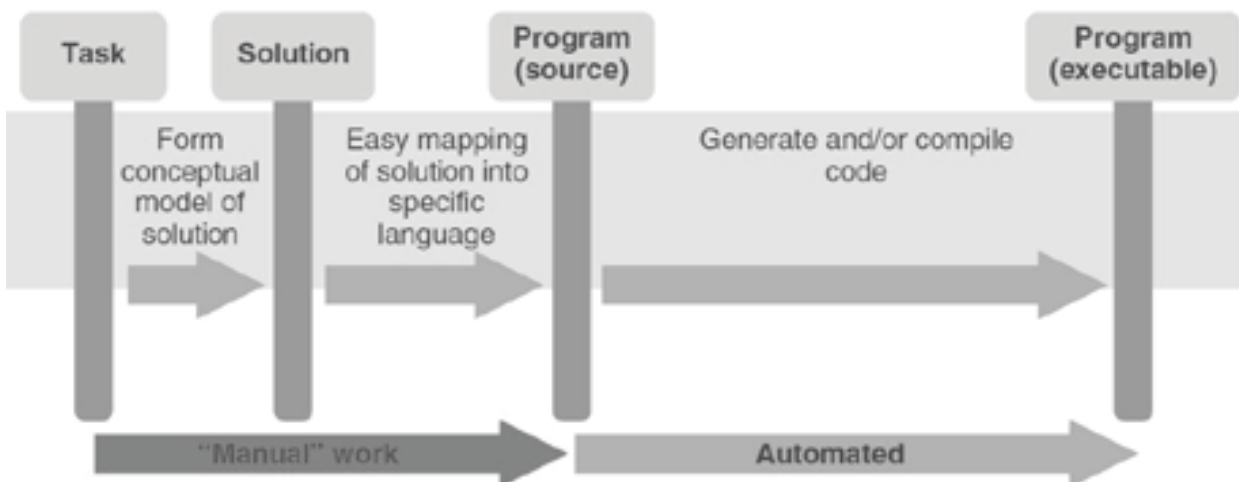 Task
Solution
Program
(source)
Program
(executable)
Form
conceptual
model of
solution
Easy mapping
of solution into
specific
language
Generate and/or compile
code
“Manual” work
Automated